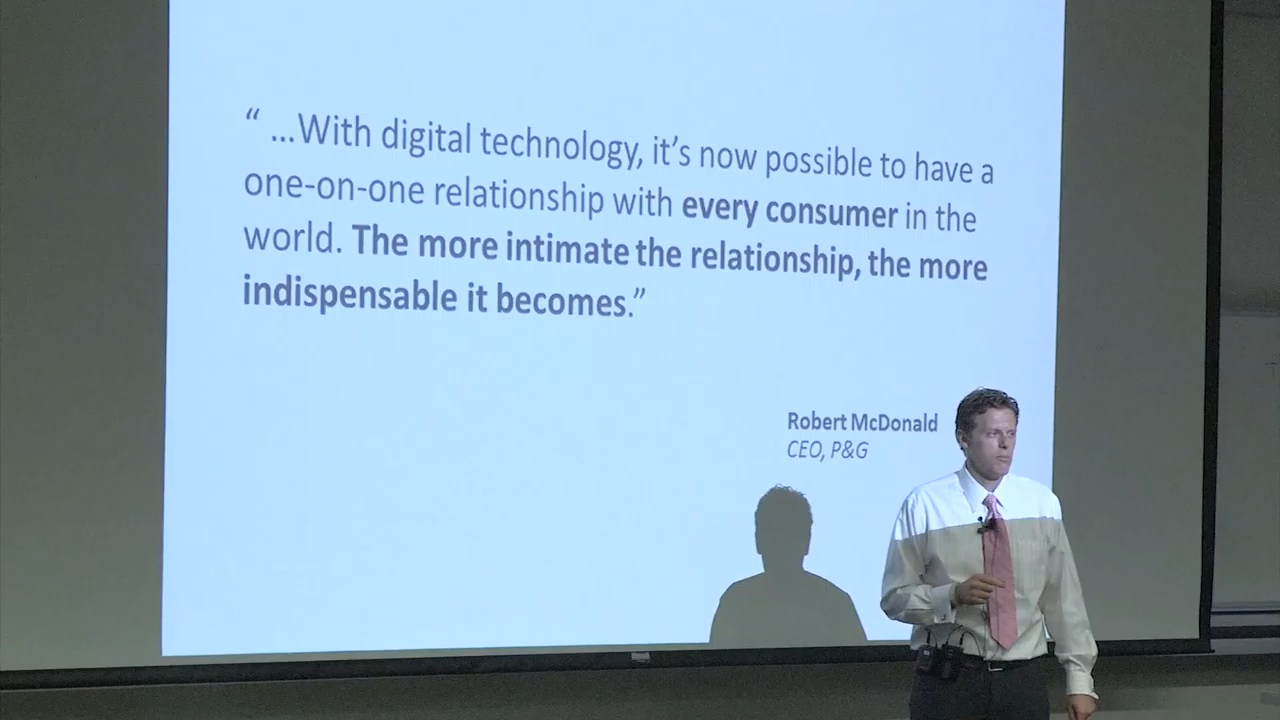 “ ...With digital technology, it’s now possible to have a
one-on-one relationship with every consumer in the
world. The more intimate the relationship, the more
indispensable it becomes.”
Robert McDonald
CEO, P&G